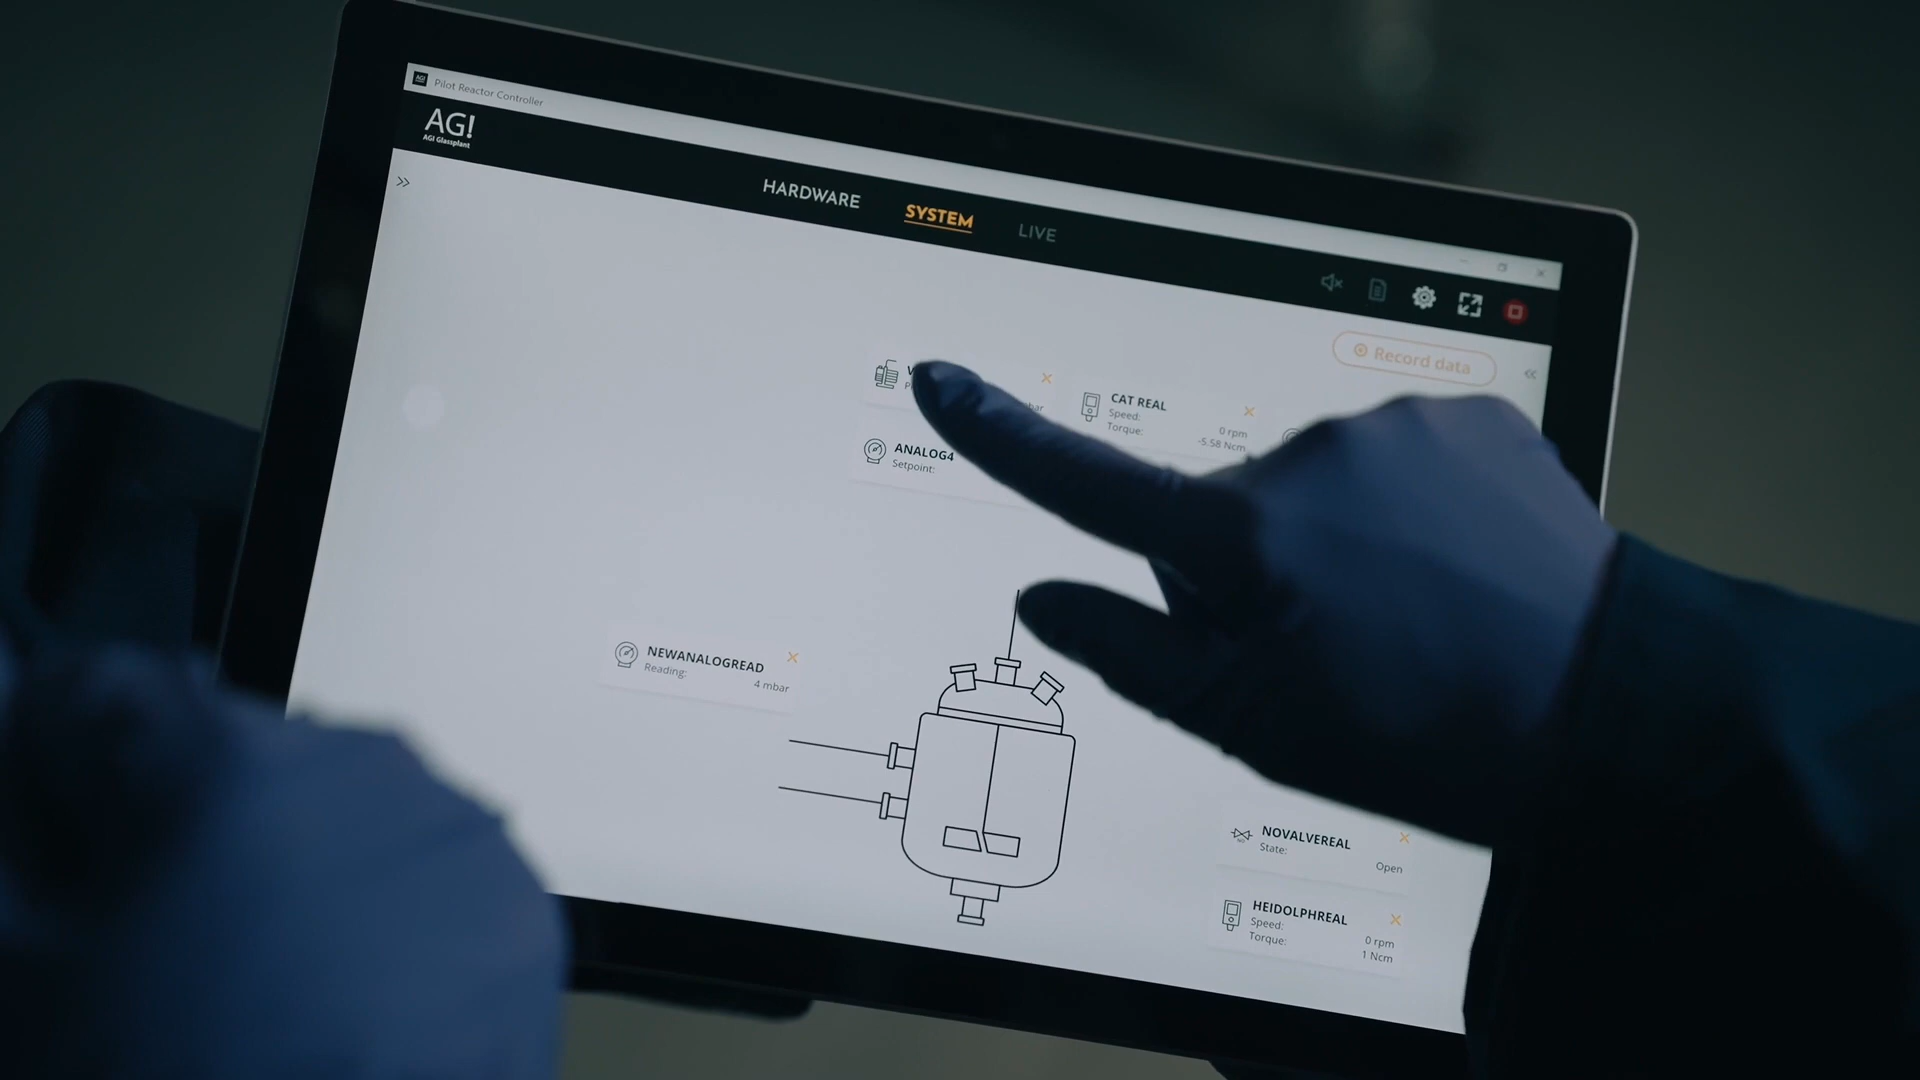 Pilot Reactor Controller
AG!
AGI Glassplant
HARDWARE
SYSTEM
LIVE
Record data
mbar
CAT REAL
Speed:
0 rpm
Torque:
-5.58 Ncm
ANALOG4
Setpoint:
NEWANALOGREAD
Reading:
4 mbar
NOVALVEREAL
State:
Open
HEIDOLPHREAL
Speed:
0 rpm
Torque:
1 Ncm